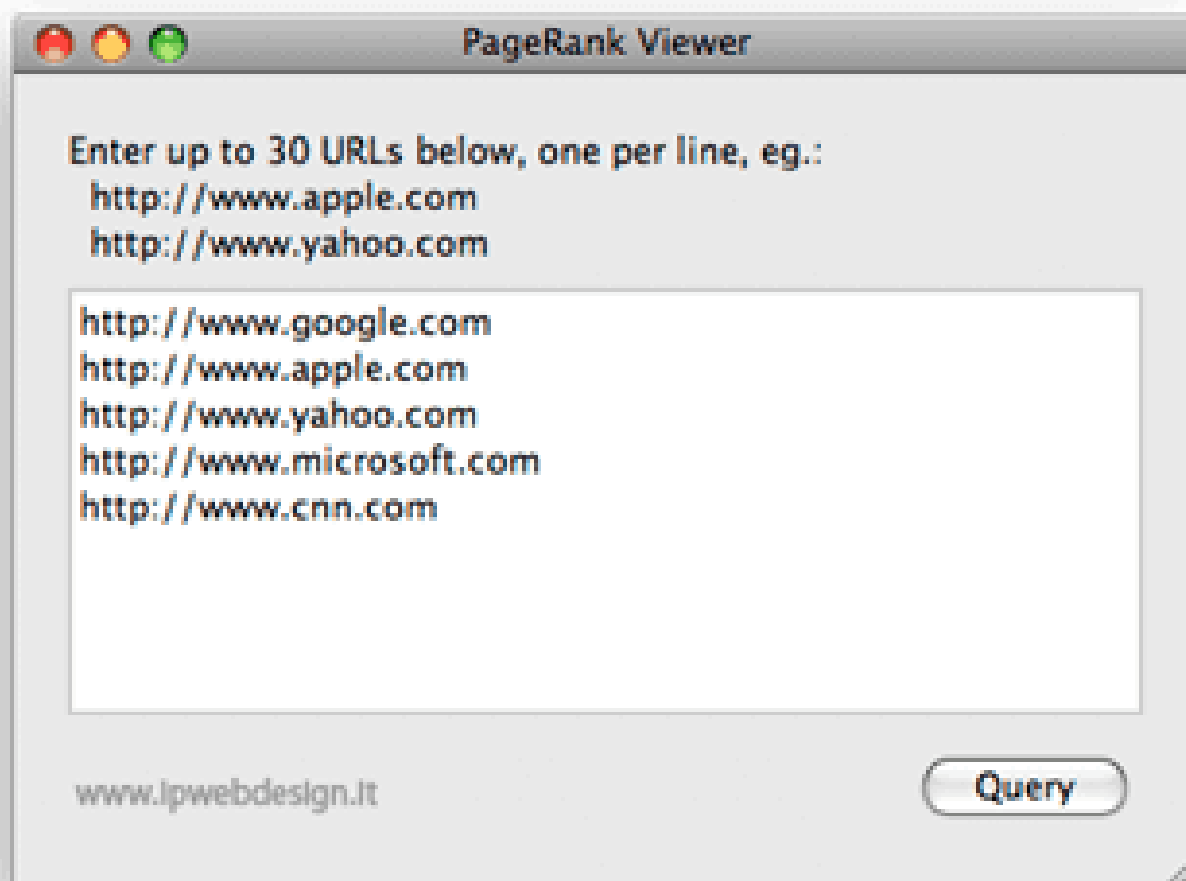 PageRank Viewer
Enter up to 30 URLs below, one per line, eg.:
http://www.apple.com
http://www.yahoo.com
http://www.google.com
http://www.apple.com
http://www.yahoo.com
http://www.microsoft.com
http://www.cnn.com
www.ipwebdesign.it
Query